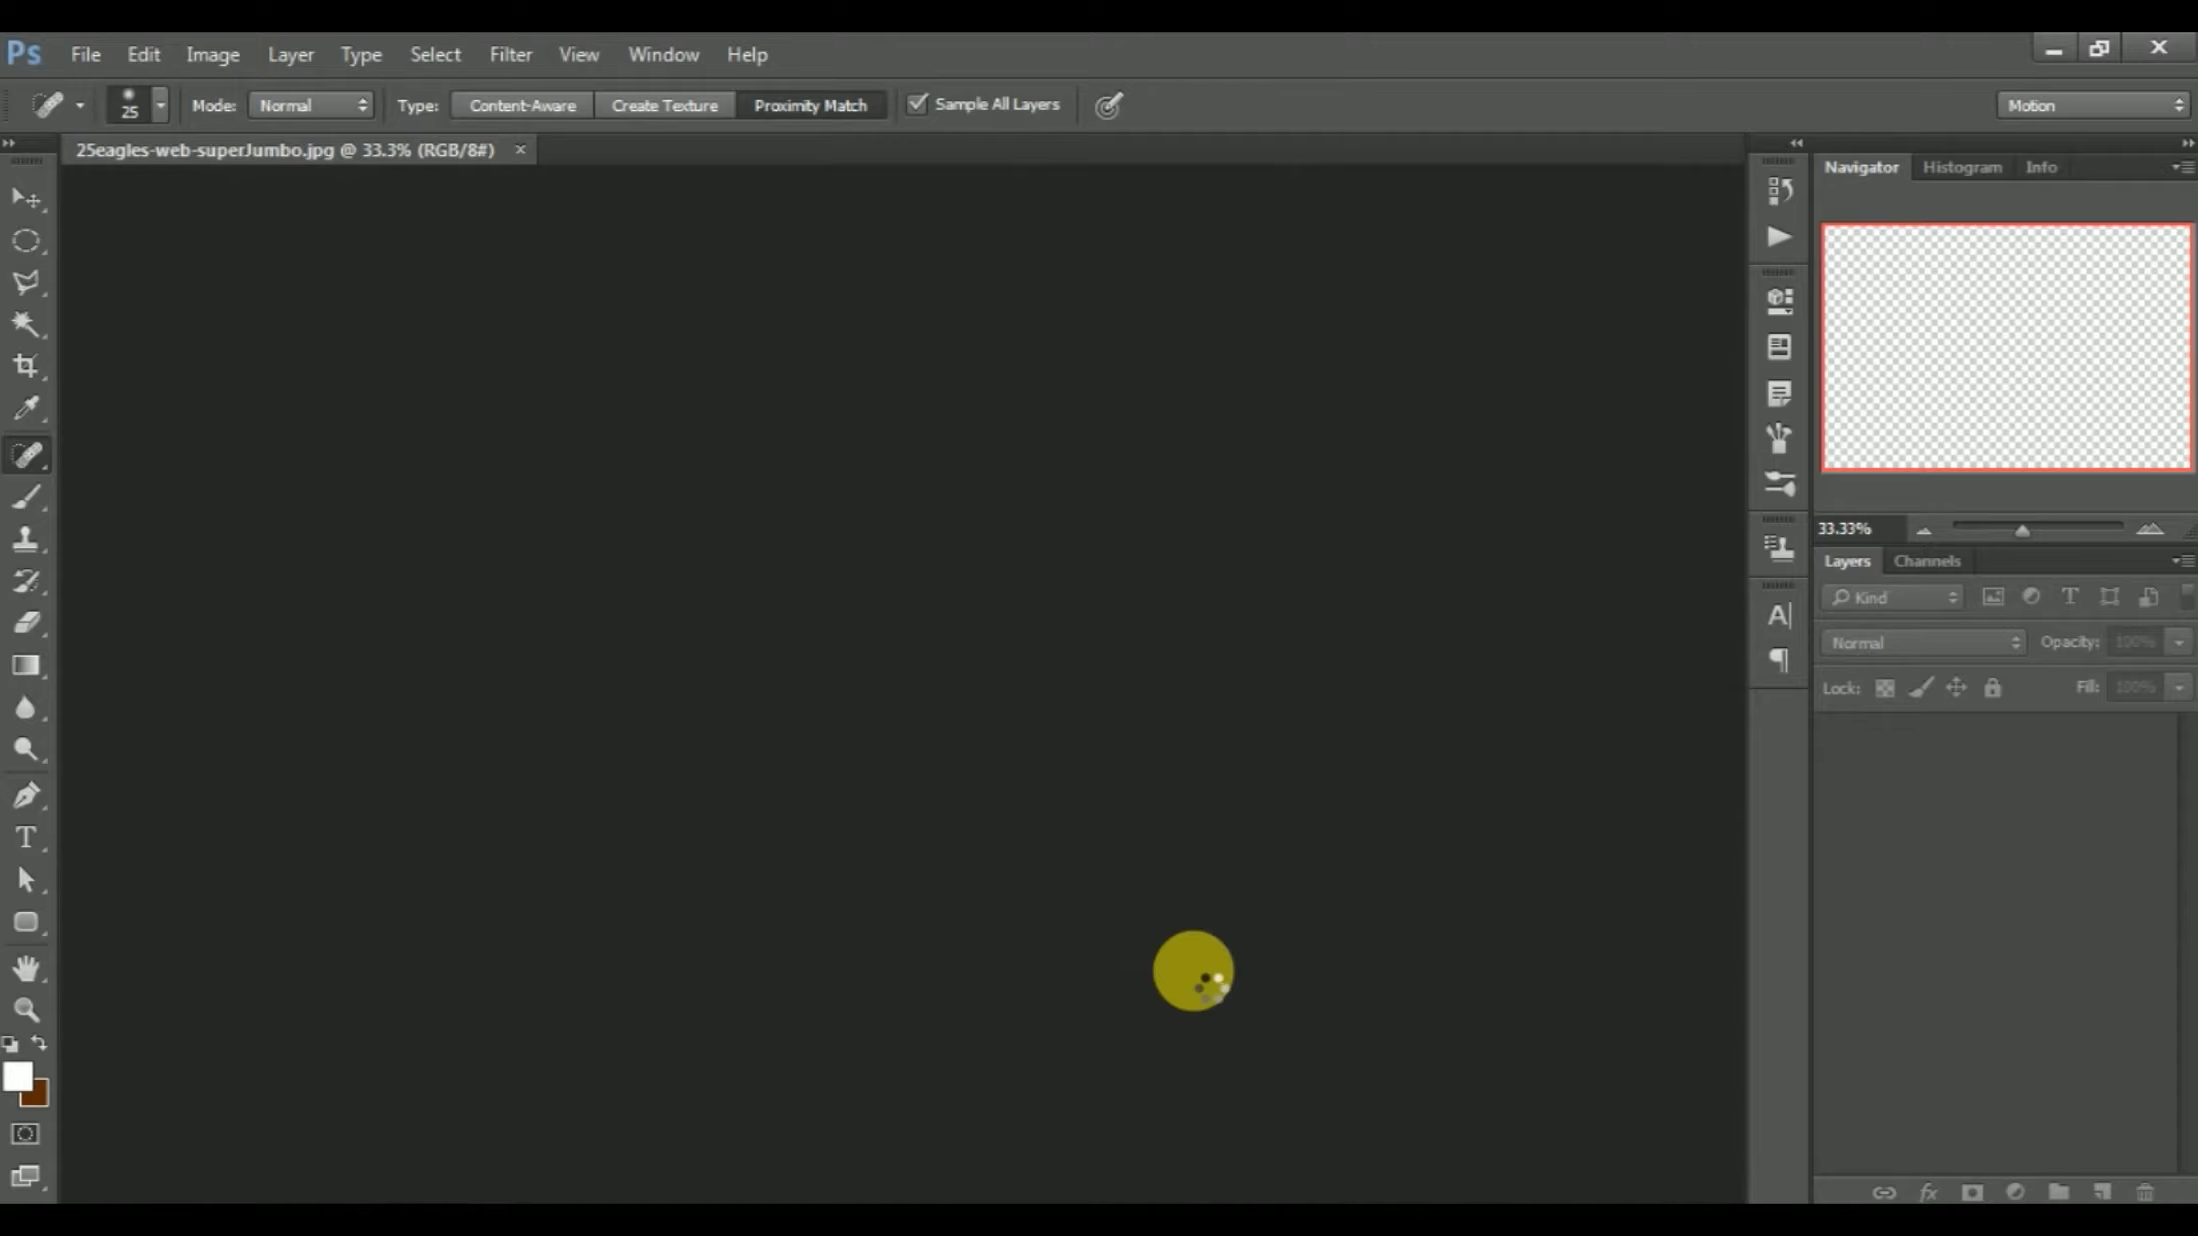 Ps File Edit Image Layer Type Select Filter View Window Help
25 Mode: Normal Type: Content-Aware Create Texture Proximity Match Sample All Layers Motion
25eagles-web-superJumbo.jpg @ 33.3% (RGB/8#) ×
Navigator Histogram Info
33.33%
Layers Channels
Kind
Normal Opacity: 100%
Lock: Fill: 100%